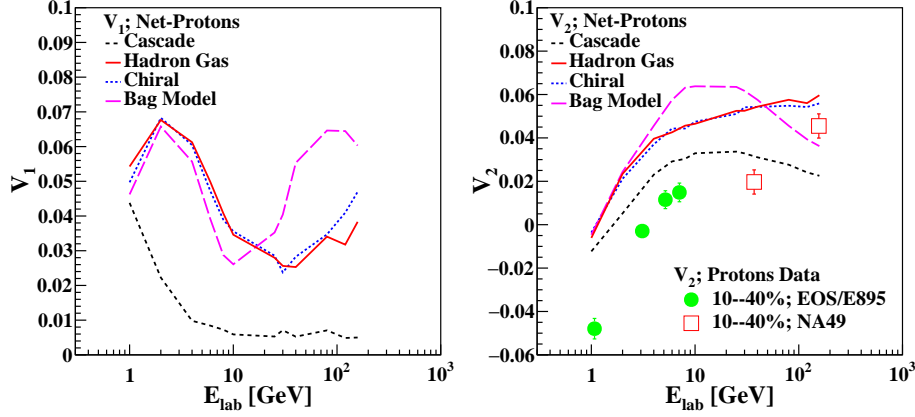 V₁; Net-Protons
Cascade
Hadron Gas
Chiral
Bag Model
0.1
0.09
0.08
0.07
0.06
0.05
0.04
0.03
0.02
0.01
0
V₁
1
10
10²
10³
E_lab [GeV]
V₂; Net-Protons
Cascade
Hadron Gas
Chiral
Bag Model
0.1
0.08
0.06
0.04
0.02
0
−0.02
−0.04
−0.06
V₂
V₂; Protons Data
10--40%; EOS/E895
10--40%; NA49
1
10
10²
10³
E_lab [GeV]